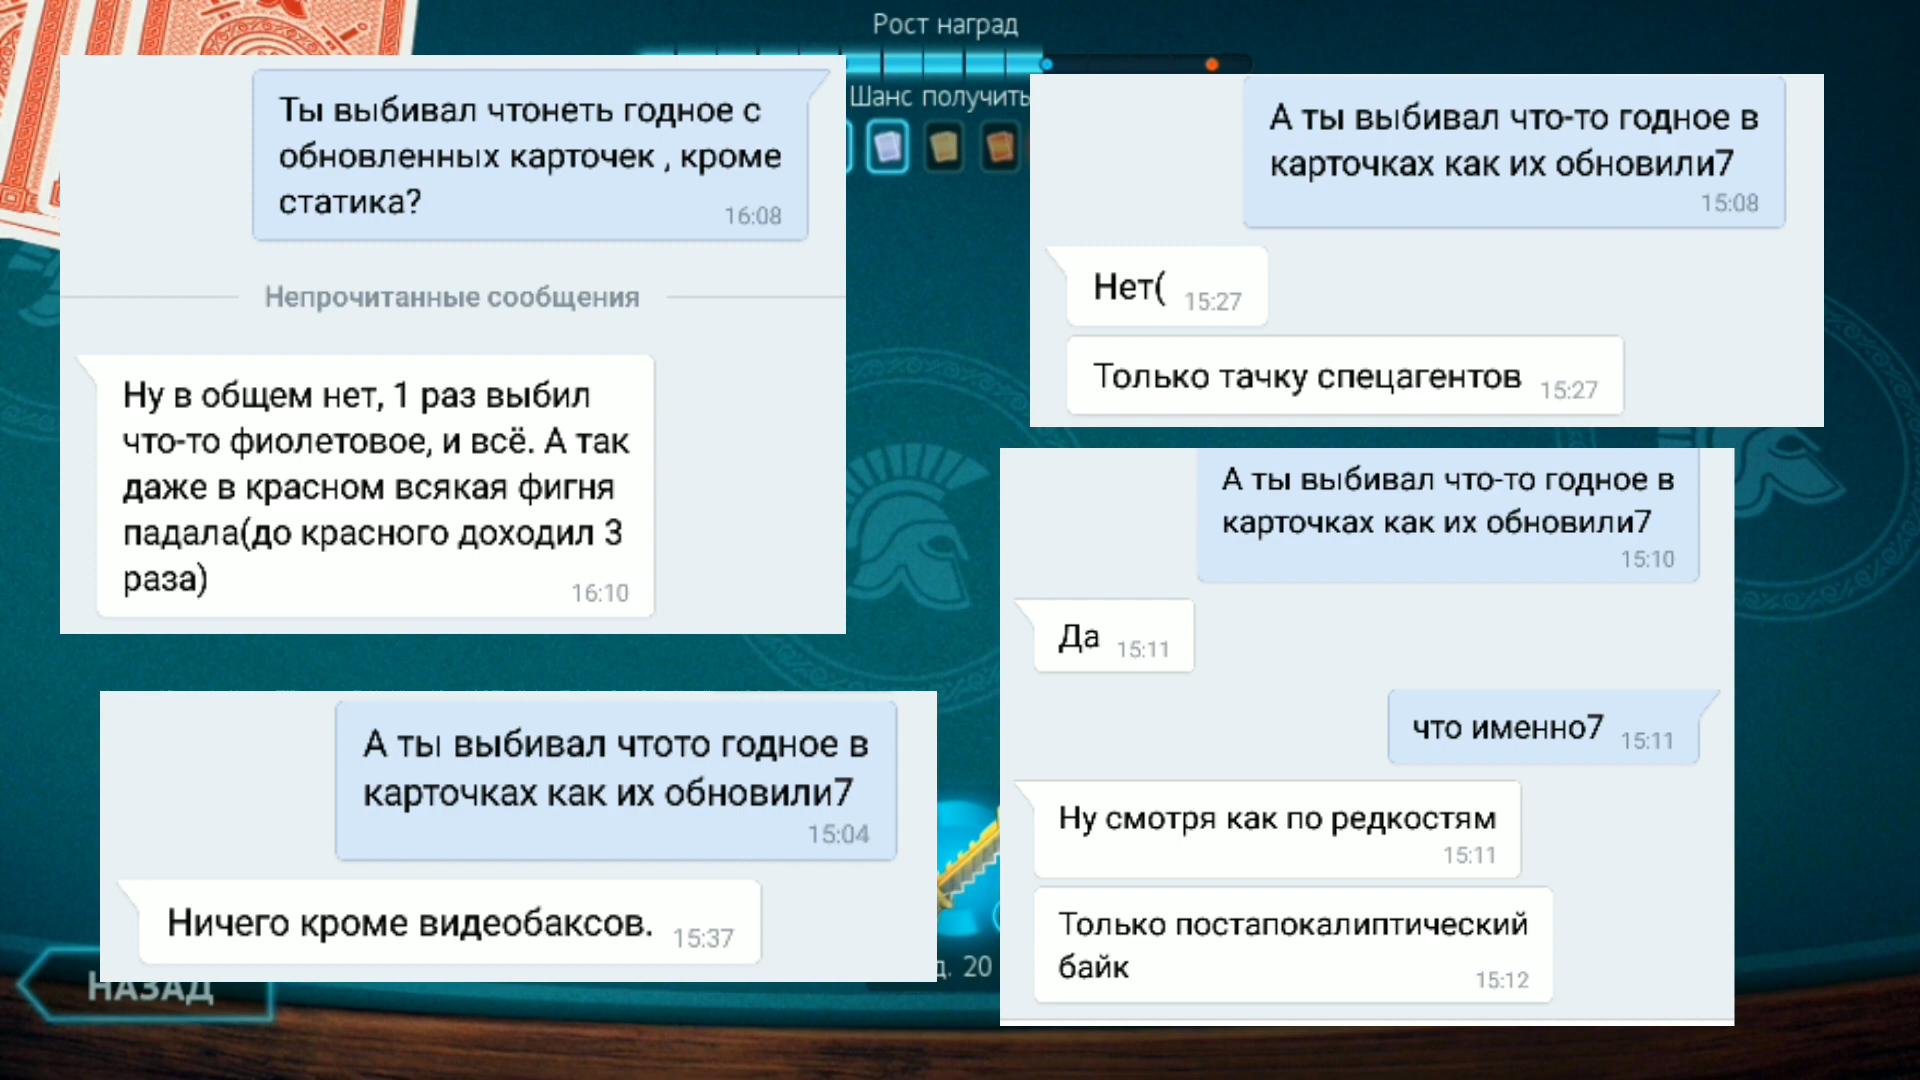 Рост наград
Шанс получить
Ты выбивал чтонеть годное с
обновленных карточек , кроме
статика?
16:08
Непрочитанные сообщения
Ну в общем нет, 1 раз выбил
что-то фиолетовое, и всё. А так
даже в красном всякая фигня
падала(до красного доходил 3
раза)
16:10
А ты выбивал что-то годное в
карточках как их обновили7
15:08
Нет( 15:27
Только тачку спецагентов 15:27
А ты выбивал чтото годное в
карточках как их обновили7
15:04
Ничего кроме видеобаксов. 15:37
А ты выбивал что-то годное в
карточках как их обновили7
15:10
Да 15:11
что именно7 15:11
Ну смотря как по редкостям
15:11
Только постапокалиптический
байк
15:12
д. 20
НАЗАД